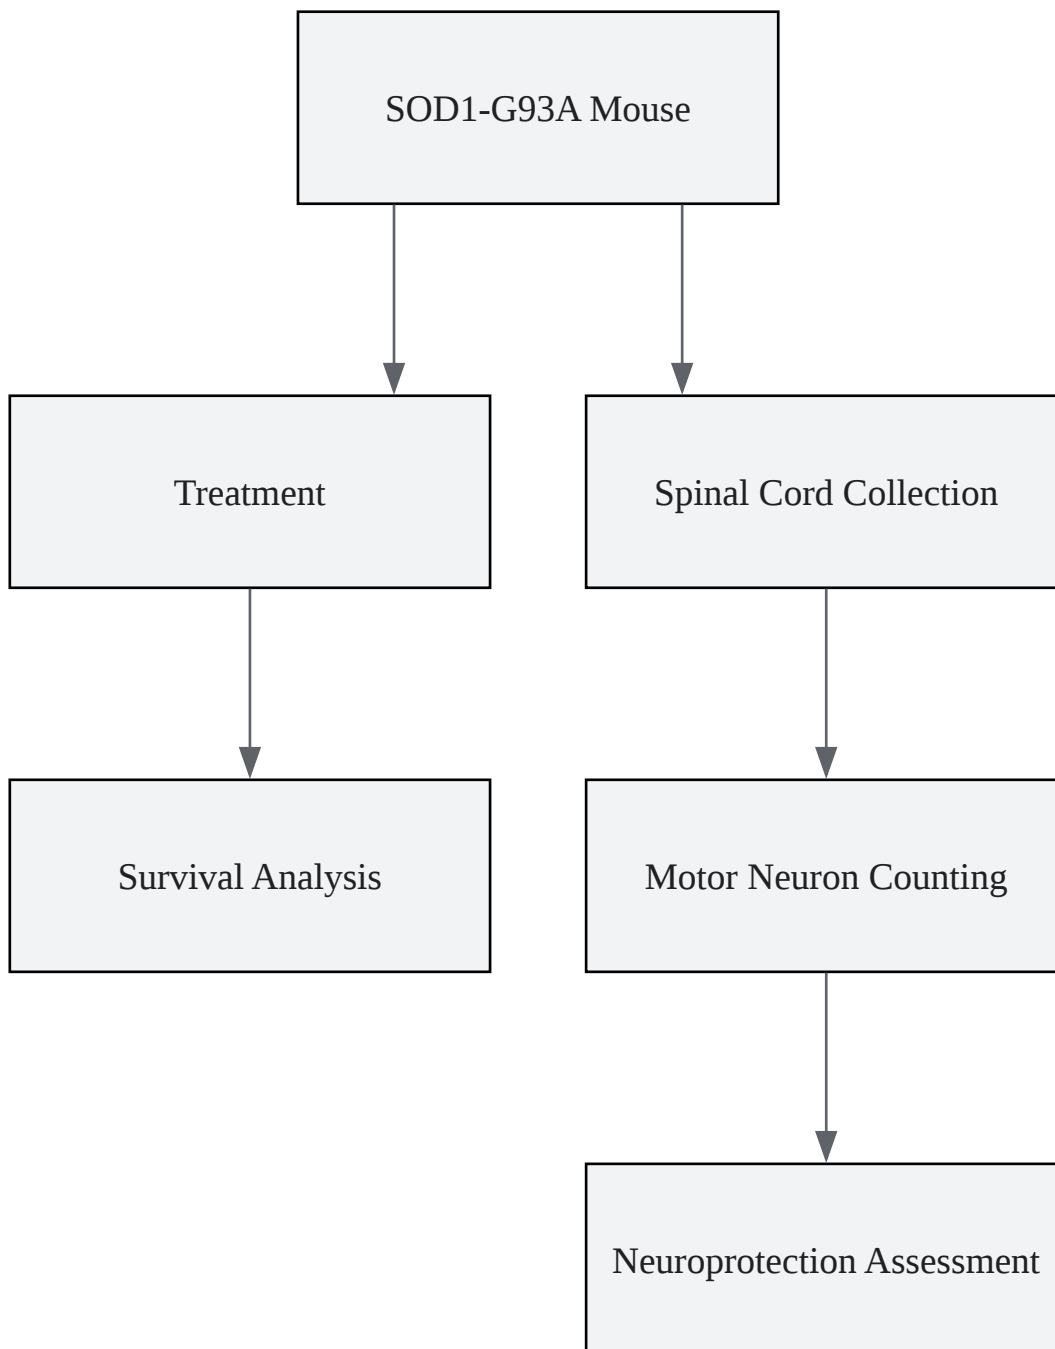 SOD1-G93A Mouse
Treatment
Spinal Cord Collection
Survival Analysis
Motor Neuron Counting
Neuroprotection Assessment